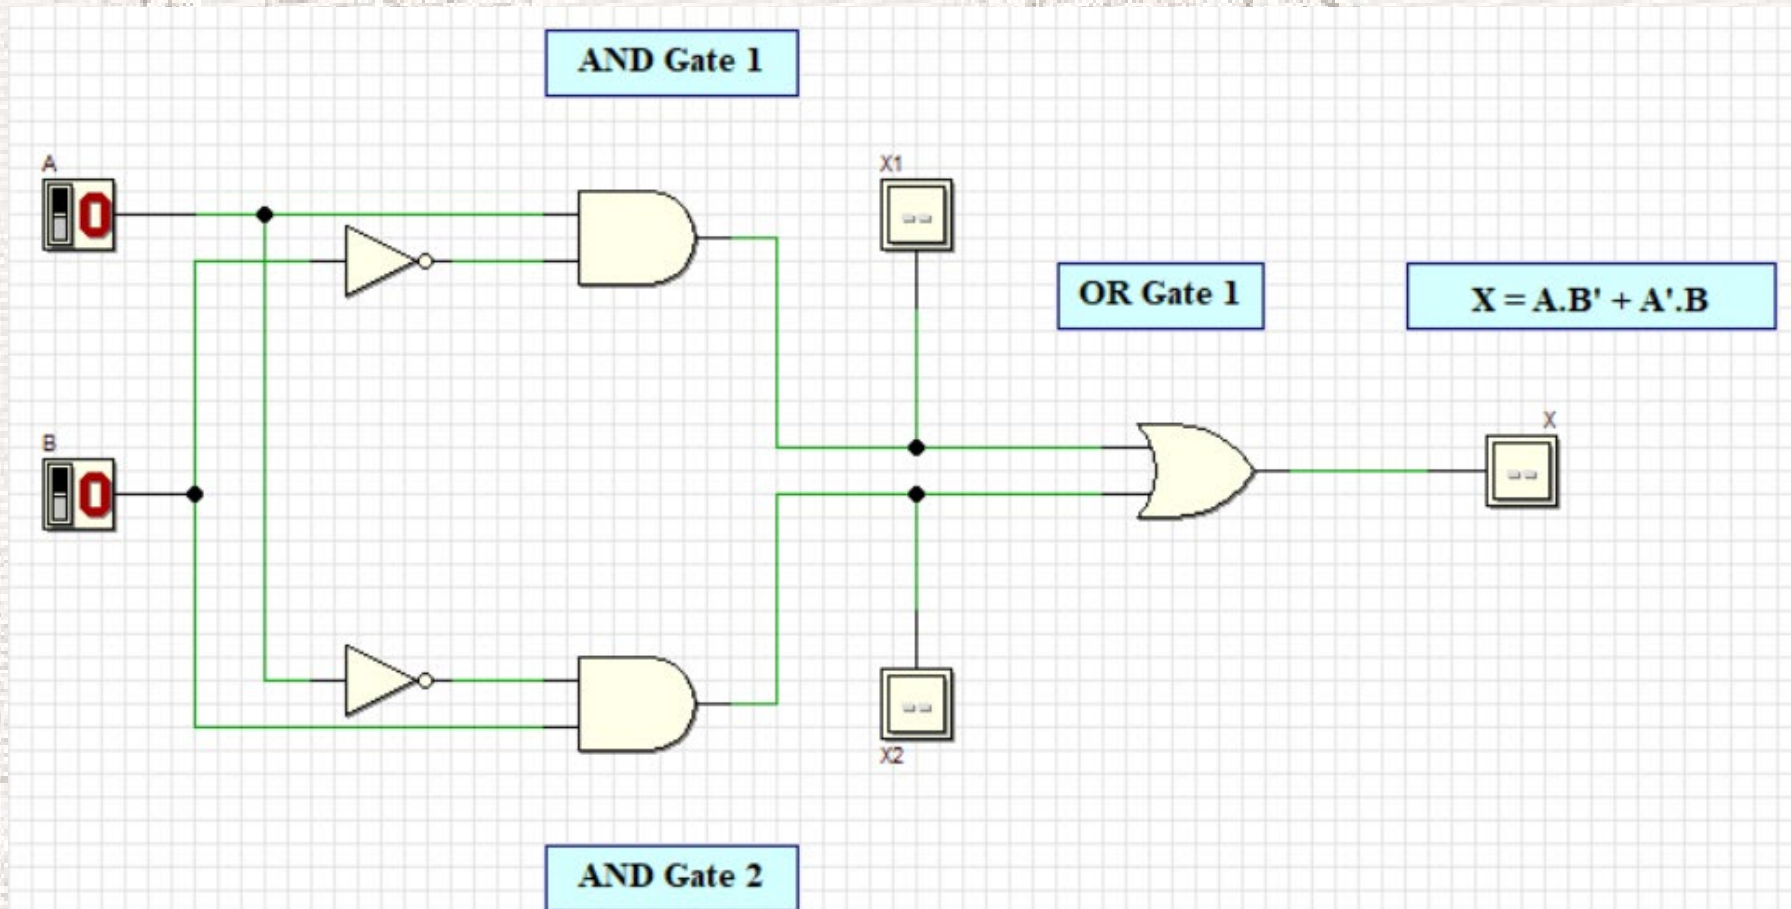 AND Gate 1
A
0
X1
--
OR Gate 1
X = A.B' + A'.B
B
0
X
--
--
X2
AND Gate 2